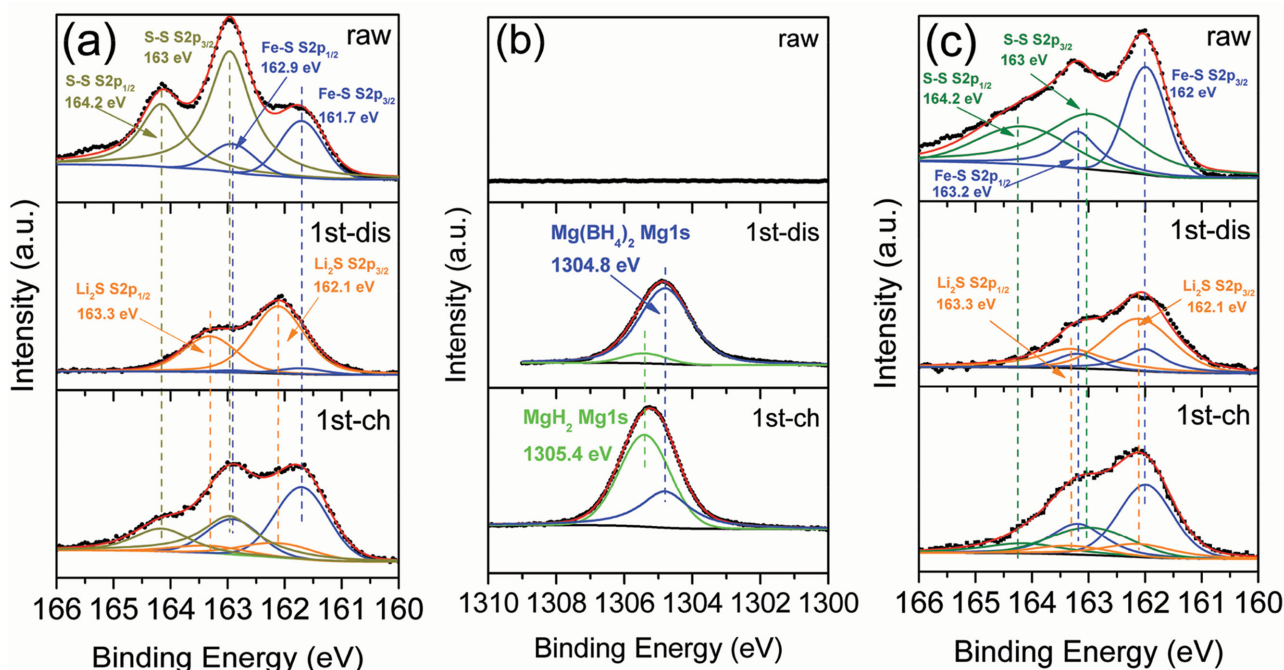 (a)
raw
S-S S2p3/2
163 eV
Fe-S S2p1/2
162.9 eV
S-S S2p1/2
164.2 eV
Fe-S S2p3/2
161.7 eV
1st-dis
Li2S S2p3/2
162.1 eV
Li2S S2p1/2
163.3 eV
1st-ch
Intensity (a.u.)
166 165 164 163 162 161 160
Binding Energy (eV)
(b)
raw
1st-dis
Mg(BH4)2 Mg1s
1304.8 eV
1st-ch
MgH2 Mg1s
1305.4 eV
Intensity (a.u.)
1310 1308 1306 1304 1302 1300
Binding Energy (eV)
(c)
raw
S-S S2p3/2
163 eV
S-S S2p1/2
164.2 eV
Fe-S S2p3/2
162 eV
Fe-S S2p1/2
163.2 eV
1st-dis
Li2S S2p1/2
163.3 eV
Li2S S2p3/2
162.1 eV
1st-ch
Intensity (a.u.)
166 165 164 163 162 161 160
Binding Energy (eV)